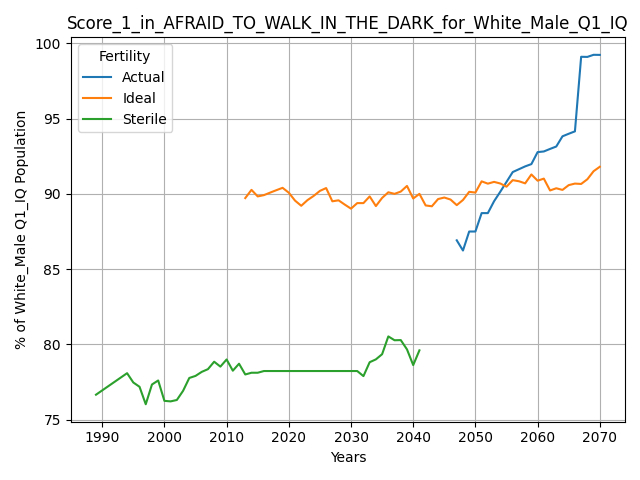 Score_1_in_AFRAID_TO_WALK_IN_THE_DARK_for_White_Male_Q1_IQ
Fertility
Actual
Ideal
Sterile
% of White_Male Q1_IQ Population
100
95
90
85
80
75
1990 2000 2010 2020 2030 2040 2050 2060 2070
Years